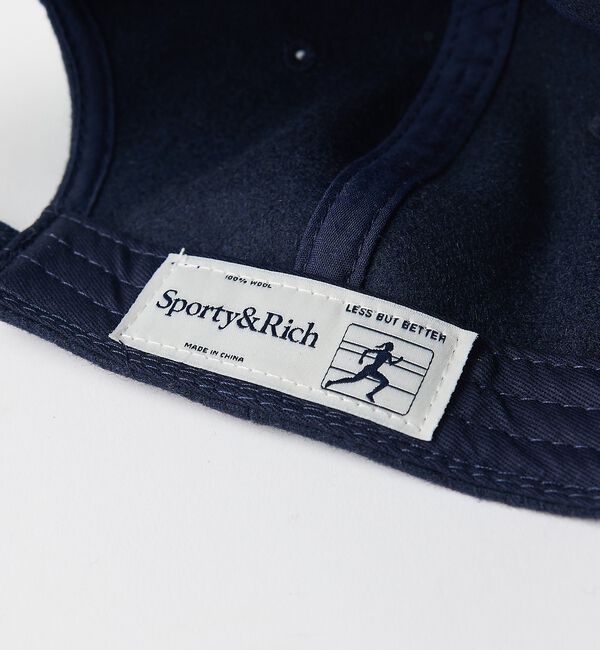 100% WOOL
Sporty&Rich
MADE IN CHINA
LESS BUT BETTER